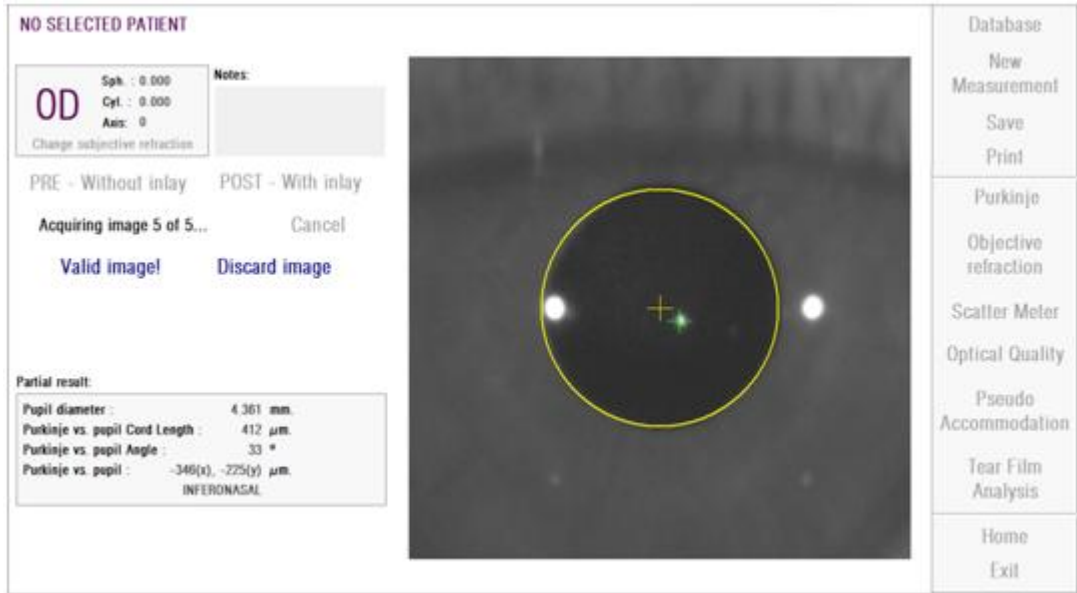 NO SELECTED PATIENT
OD
Sph. : 0.000
Cyl. : 0.000
Axis: 0
Change subjective refraction
Notes:
PRE - Without inlay
POST - With inlay
Acquiring image 5 of 5...
Cancel
Valid image!
Discard image
Partial result:
Pupil diameter : 4.361 mm.
Purkinje vs. pupil Cord Length : 412 µm.
Purkinje vs. pupil Angle : 33 °
Purkinje vs. pupil : -346(x), -225(y) µm.
INFERONASAL
Database
New
Measurement
Save
Print
Purkinje
Objective
refraction
Scatter Meter
Optical Quality
Pseudo
Accommodation
Tear Film
Analysis
Home
Exit